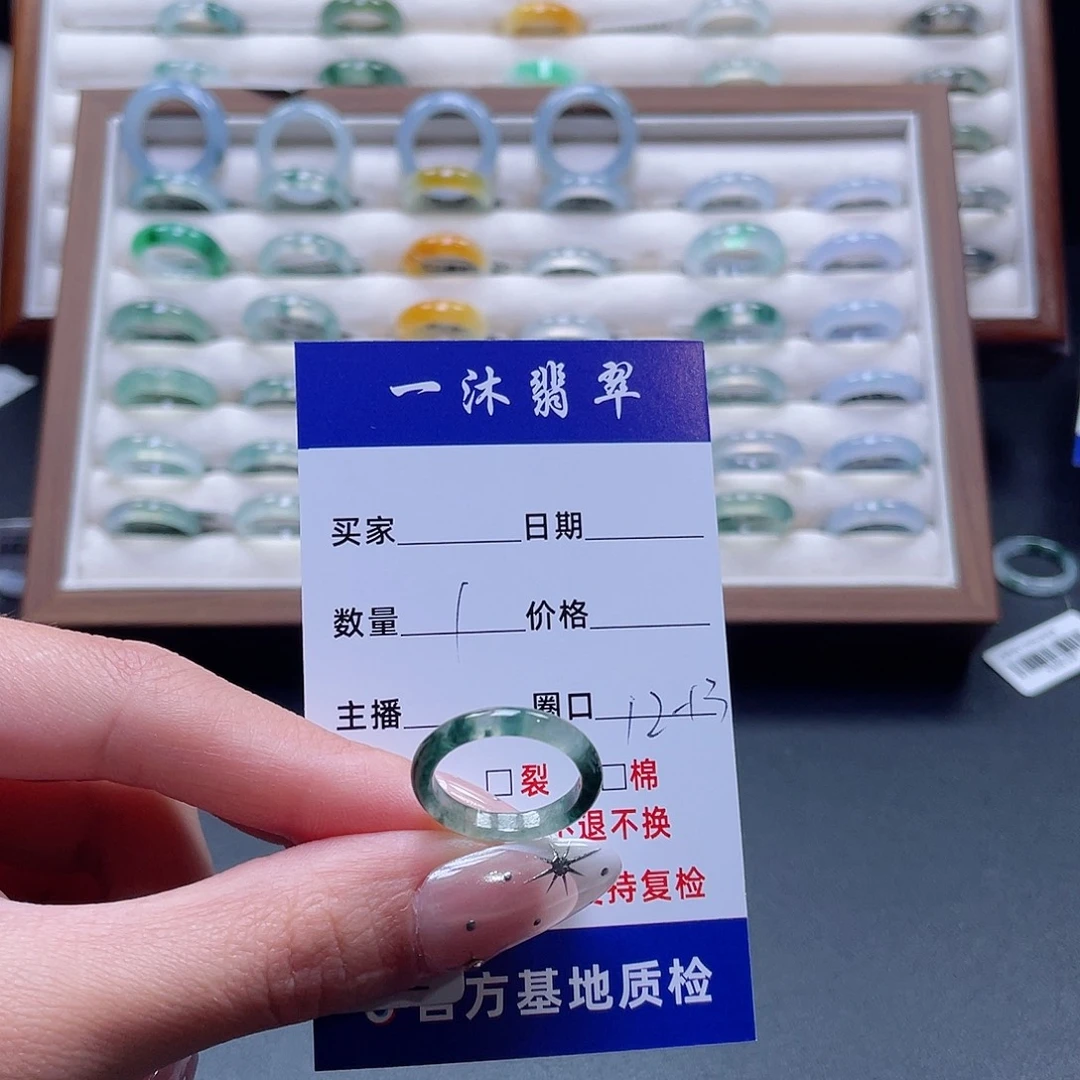 一沐翡翠
买家 日期
数量 1 价格
主播 圈口 12-13
□裂 □棉
退不换
持复检
官方基地质检